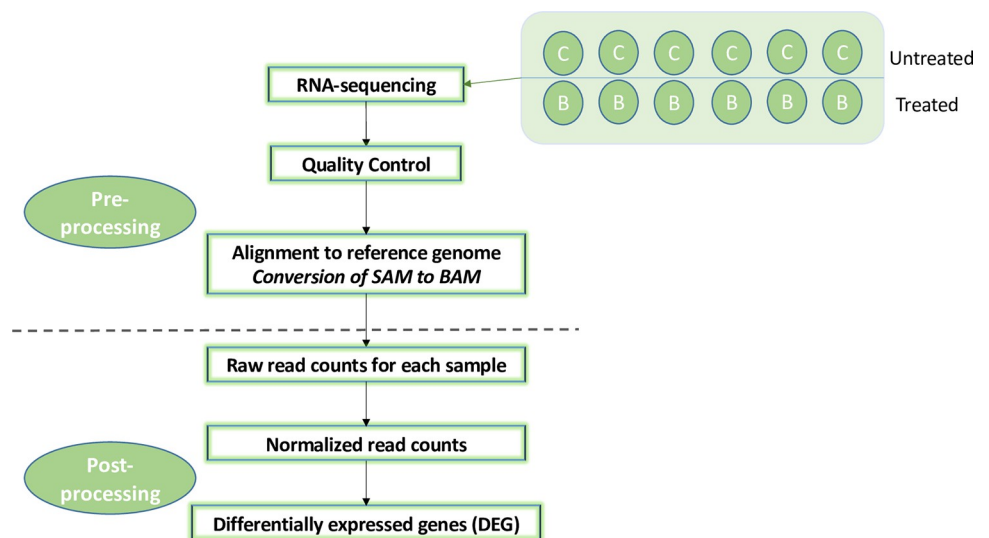 C C C C C C
Untreated
B B B B B B
Treated
RNA-sequencing
Quality Control
Pre-
processing
Alignment to reference genome
Conversion of SAM to BAM
Raw read counts for each sample
Normalized read counts
Post-
processing
Differentially expressed genes (DEG)